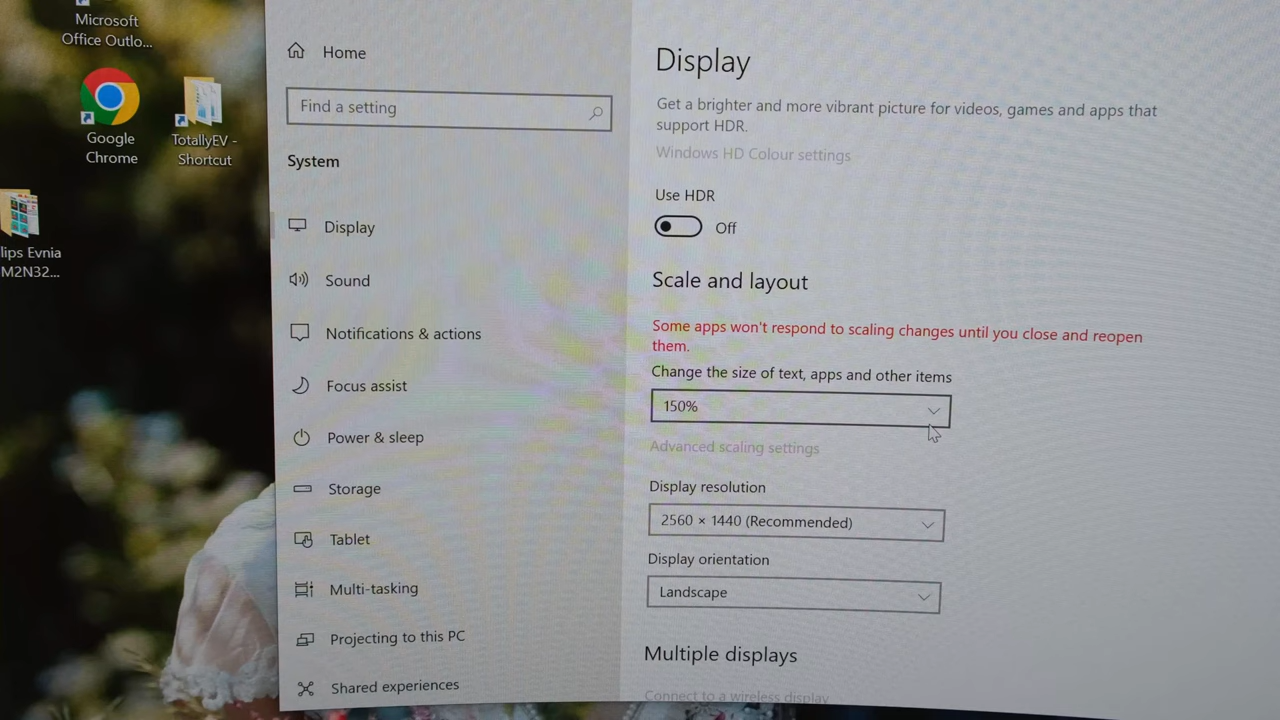 Microsoft
Office Outlo...
Google
Chrome
TotallyEV -
Shortcut
lips Evnia
M2N32...
Home
Find a setting
System
Display
Sound
Notifications & actions
Focus assist
Power & sleep
Storage
Tablet
Multi-tasking
Projecting to this PC
Shared experiences
Display
Get a brighter and more vibrant picture for videos, games and apps that
support HDR.
Windows HD Colour settings
Use HDR
Off
Scale and layout
Some apps won't respond to scaling changes until you close and reopen
them.
Change the size of text, apps and other items
150%
Advanced scaling settings
Display resolution
2560 × 1440 (Recommended)
Display orientation
Landscape
Multiple displays
Connect to a wireless display